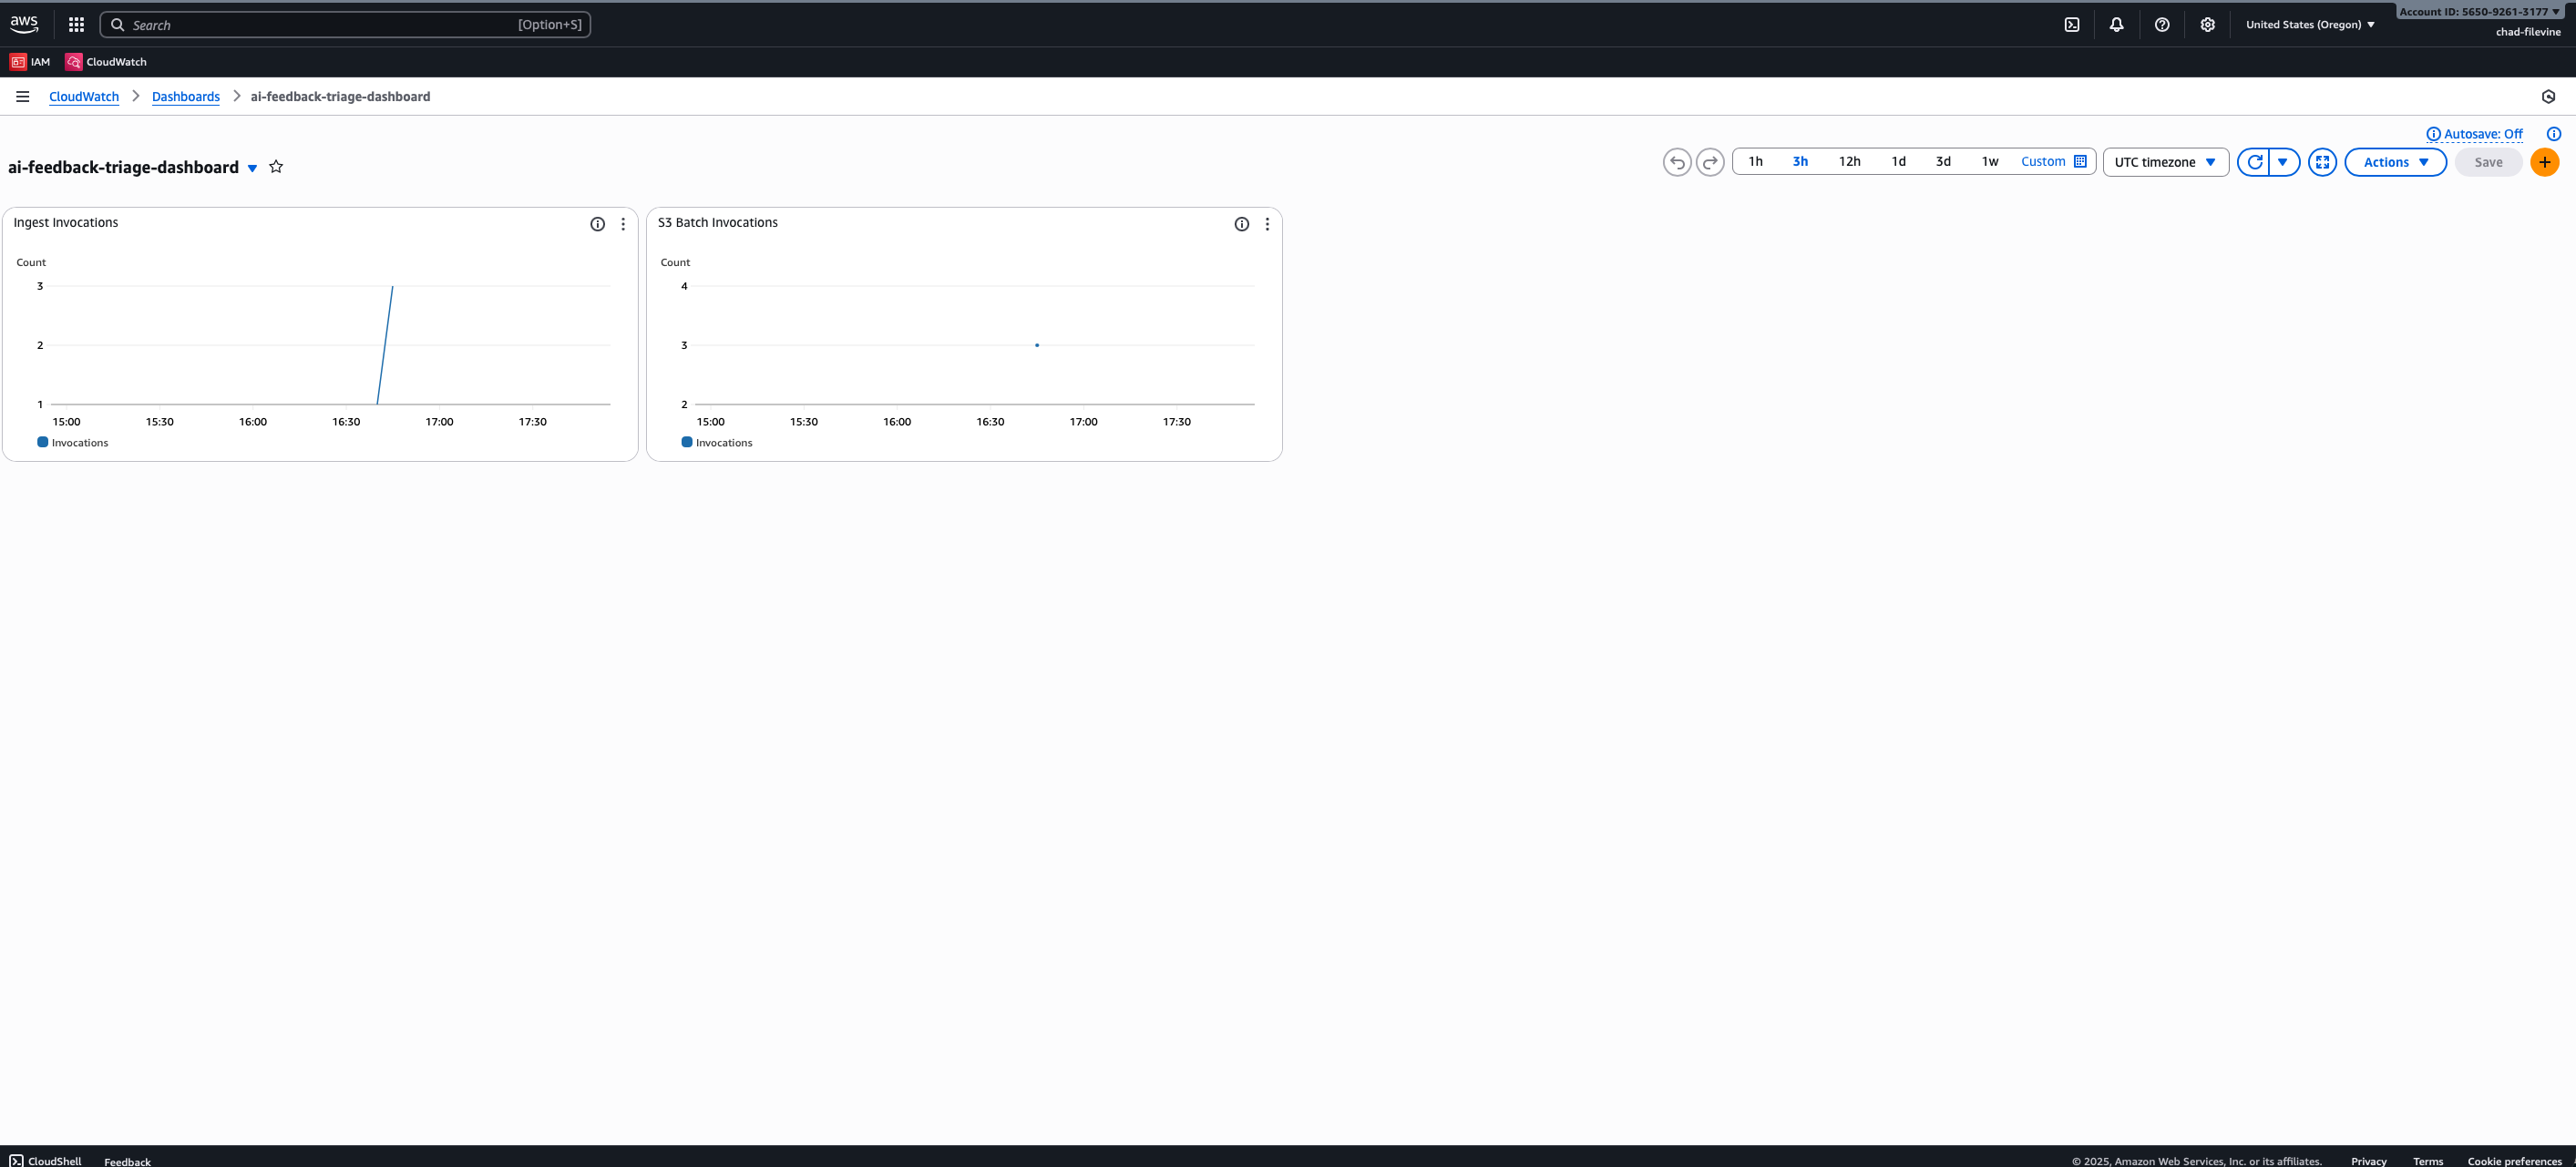 aws
Search [Option+S]
United States (Oregon)
Account ID: 5650-9261-3177
chad-filevine
IAM CloudWatch
CloudWatch Dashboards ai-feedback-triage-dashboard
Autosave: Off
ai-feedback-triage-dashboard
1h 3h 12h 1d 3d 1w Custom UTC timezone Actions Save +
Ingest Invocations
Count
3
2
1
15:00 15:30 16:00 16:30 17:00 17:30
Invocations
S3 Batch Invocations
Count
4
3
2
15:00 15:30 16:00 16:30 17:00 17:30
Invocations
CloudShell Feedback © 2025, Amazon Web Services, Inc. or its affiliates. Privacy Terms Cookie preferences